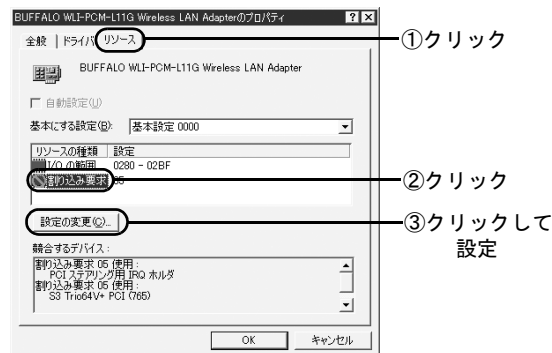 BUFFALO WLI-PCM-L11G Wireless LAN Adapterのプロパティ
全般 ドライバ リソース
BUFFALO WLI-PCM-L11G Wireless LAN Adapter
自動設定(U)
基本にする設定(B): 基本設定 0000
リソースの種類 設定
I/O の範囲 0280 - 02BF
割り込み要求 05
設定の変更(C)...
競合するデバイス :
割り込み要求 05 使用 :
PCI ステアリング用 IRQ ホルダ
割り込み要求 05 使用 :
S3 Trio64V+ PCI (765)
OK キャンセル
①クリック
②クリック
③クリックして
設定